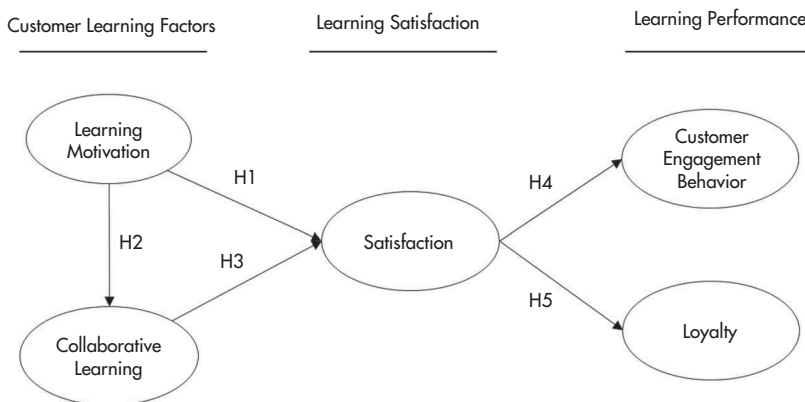 Customer Learning Factors
Learning Satisfaction
Learning Performance
Learning
Motivation
Customer
Engagement
Behavior
H1
H4
H2
Satisfaction
H3
H5
Collaborative
Learning
Loyalty